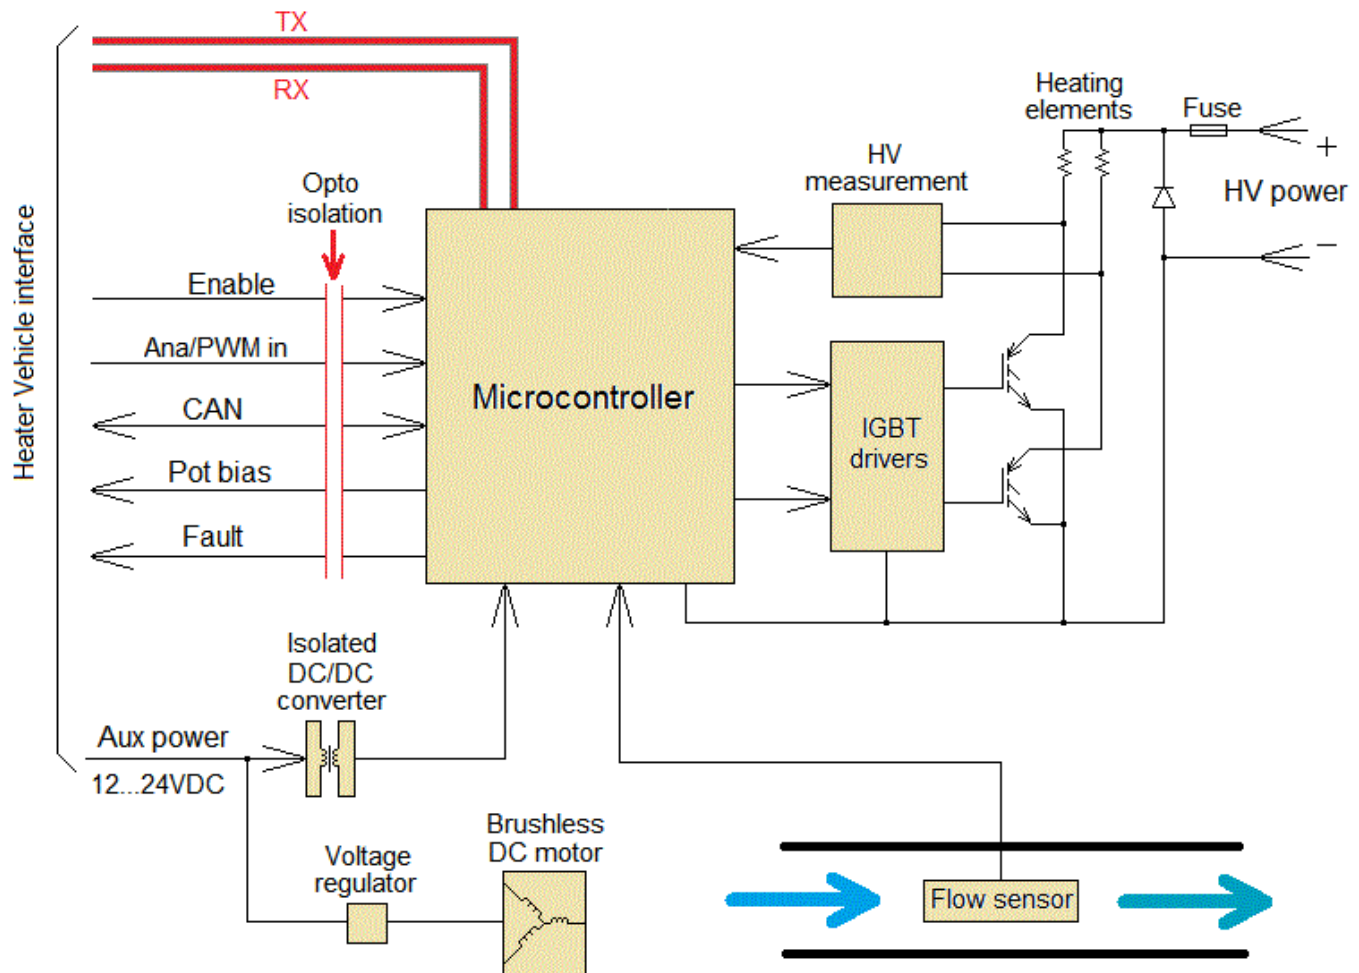 TX
RX
Heating
elements
Fuse
+
HV
measurement
HV power
−
Opto
isolation
Heater Vehicle interface
Enable
Ana/PWM in
CAN
Pot bias
Fault
Microcontroller
IGBT
drivers
Isolated
DC/DC
converter
Aux power
12...24VDC
Brushless
DC motor
Voltage
regulator
Flow sensor